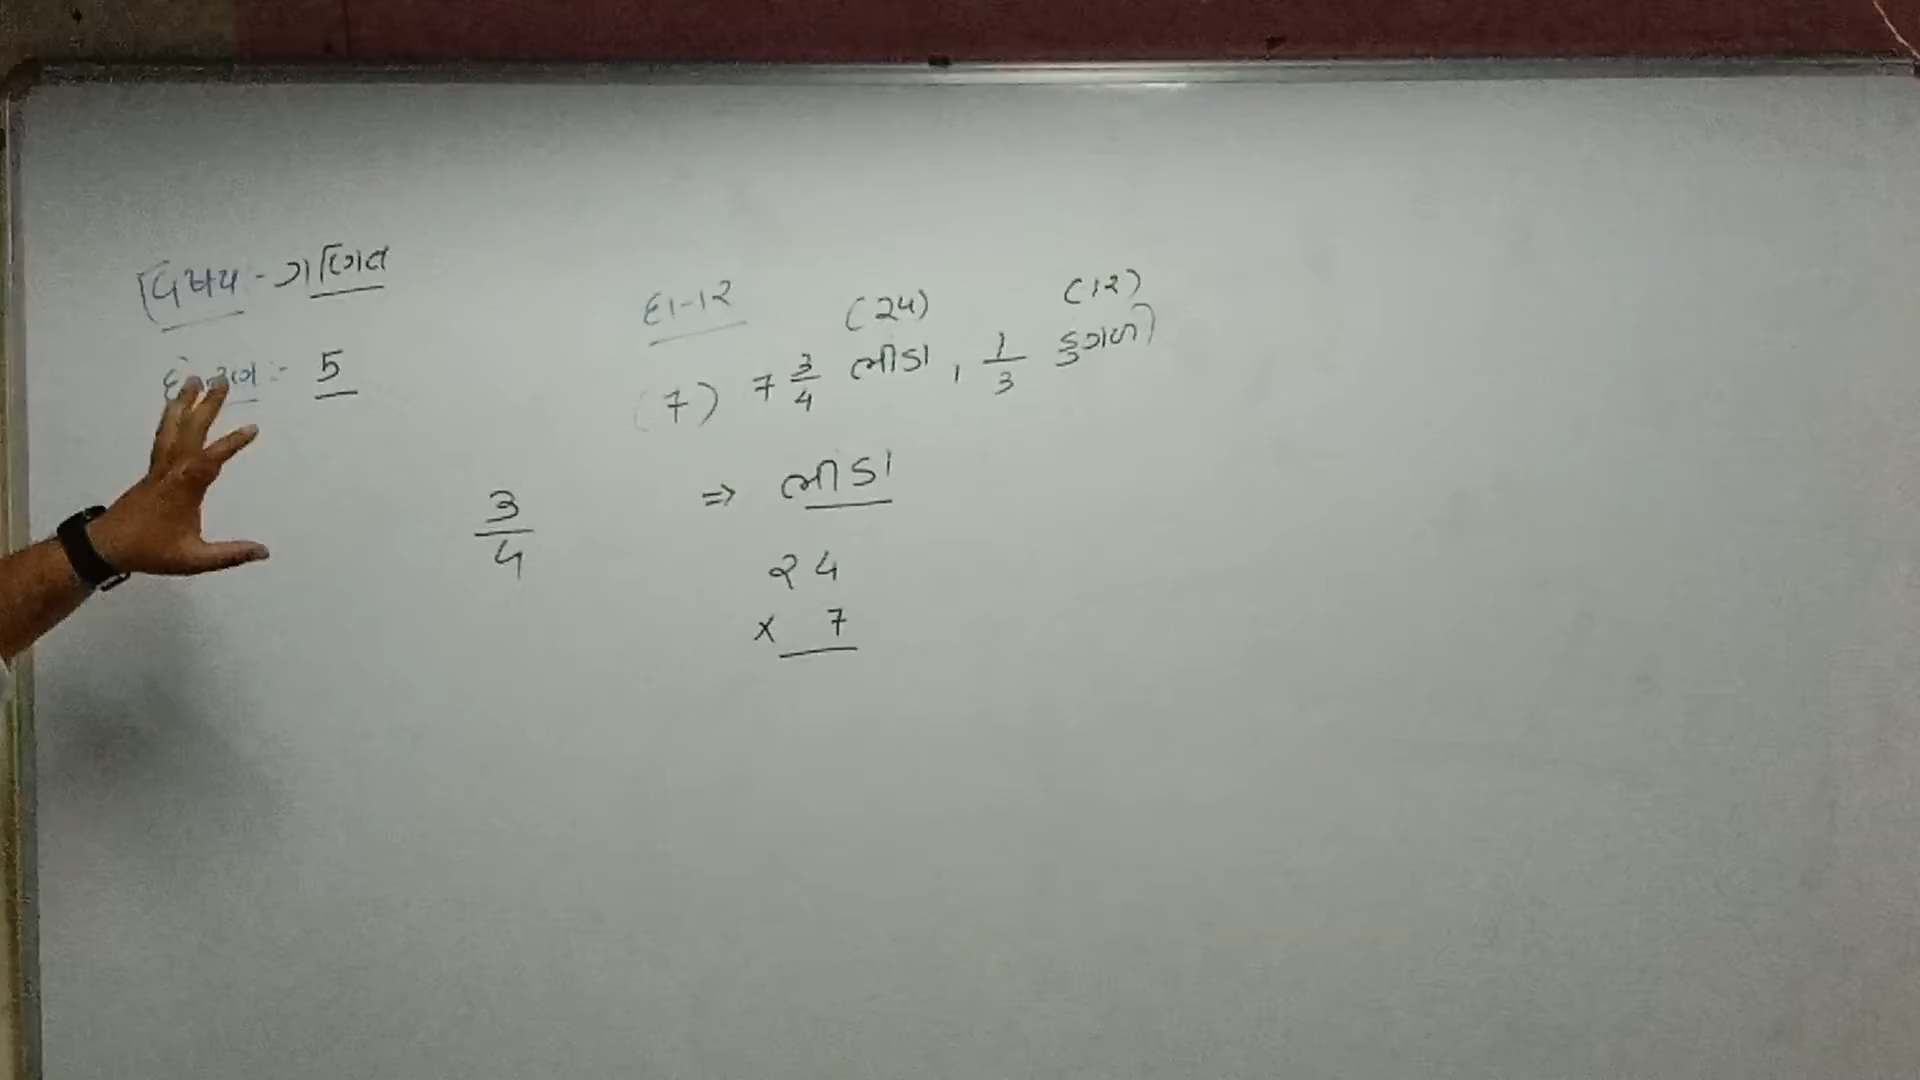 વિષય - ગણિત
ધોરણ :- 5
દા-12
(24) (12)
(7) 7 3/4 ભીંડા, 1/3 ડુંગળી
3/4
⇒ ભીંડા
24
× 7